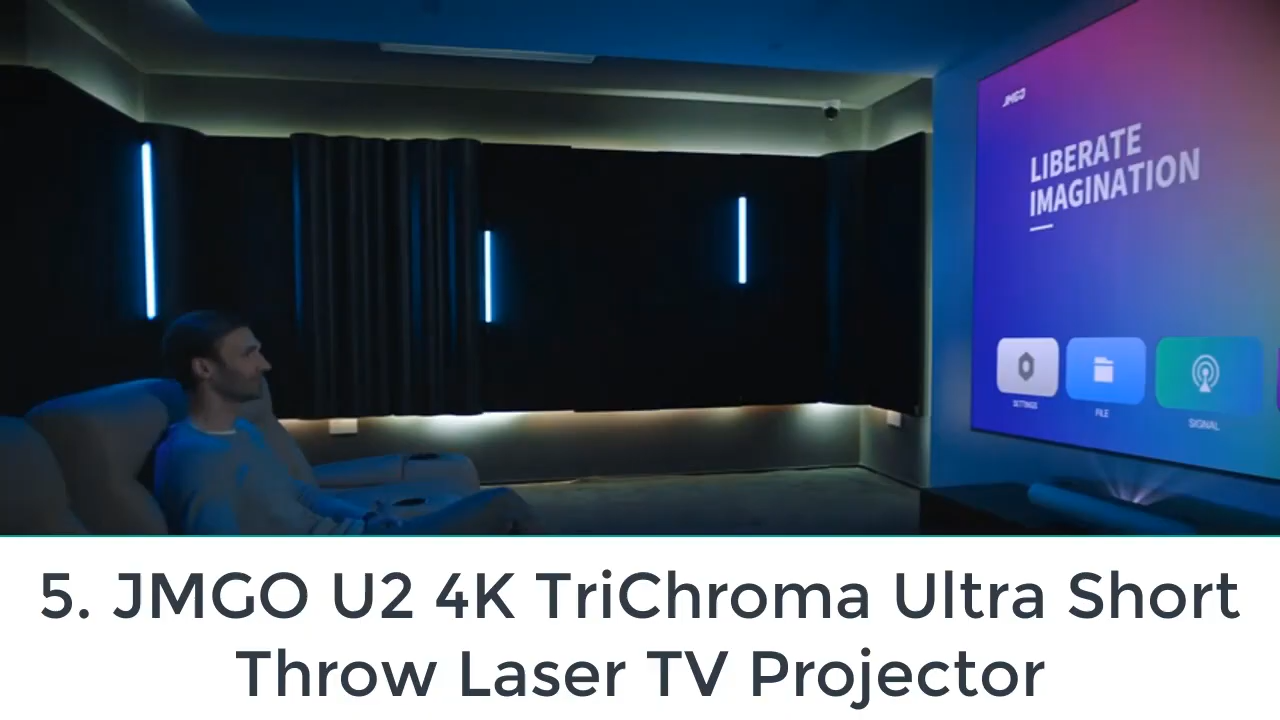 JMGO
LIBERATE
IMAGINATION
SETTINGS
FILE
SIGNAL
5. JMGO U2 4K TriChroma Ultra Short
Throw Laser TV Projector